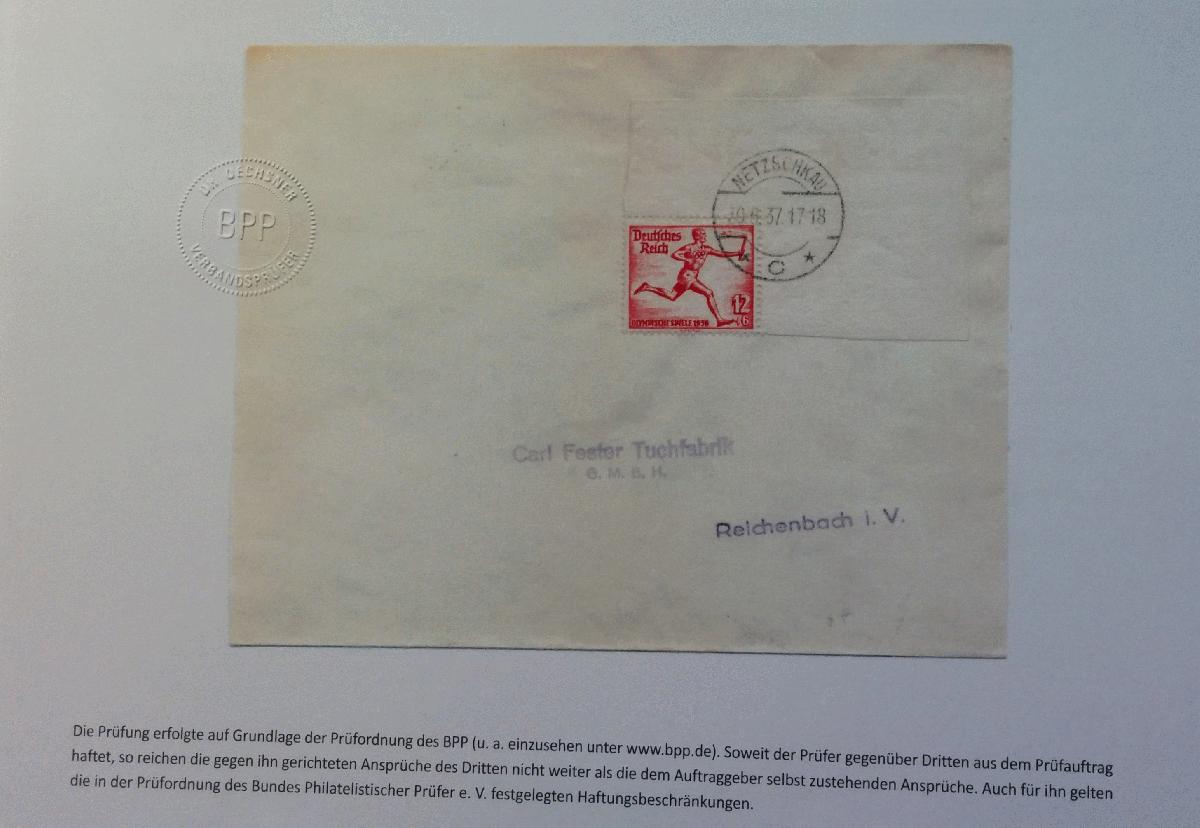 DR. OECHSNER
BPP
VERBANDSPRÜFER
NETZSCHKAU
6.37.17-18
* C *
Deutsches
Reich
12
+6
OLYMPISCHE SPIELE 1936
Carl Fester Tuchfabrik
G. M. B. H.
Reichenbach i. V.
Die Prüfung erfolgte auf Grundlage der Prüfordnung des BPP (u. a. einzusehen unter www.bpp.de). Soweit der Prüfer gegenüber Dritten aus dem Prüfauftrag
haftet, so reichen die gegen ihn gerichteten Ansprüche des Dritten nicht weiter als die dem Auftraggeber selbst zustehenden Ansprüche. Auch für ihn gelten
die in der Prüfordnung des Bundes Philatelistischer Prüfer e. V. festgelegten Haftungsbeschränkungen.